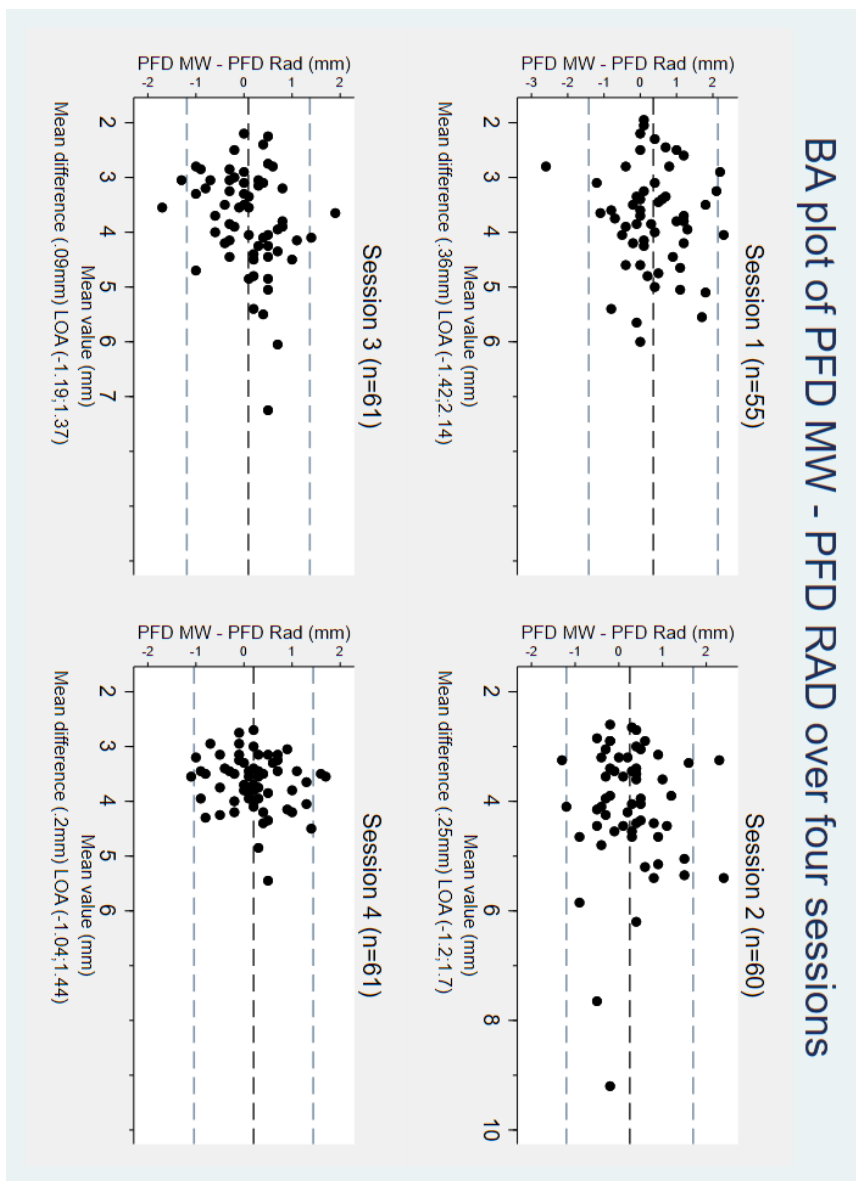 BA plot of PFD MW - PFD RAD over four sessions
Session 1 (n=55)
PFD MW - PFD Rad (mm)
-3 -2 -1 0 1 2
2 3 4 5 6
Mean value (mm)
Mean difference (.36mm) LOA (-1.42;2.14)
Session 2 (n=60)
PFD MW - PFD Rad (mm)
-2 -1 0 1 2
2 3 4 5 6 8 10
Mean value (mm)
Mean difference (.25mm) LOA (-1.2;1.7)
Session 3 (n=61)
PFD MW - PFD Rad (mm)
-2 -1 0 1 2
2 3 4 5 6 7
Mean value (mm)
Mean difference (.09mm) LOA (-1.19;1.37)
Session 4 (n=61)
PFD MW - PFD Rad (mm)
-2 -1 0 1 2
2 3 4 5 6
Mean value (mm)
Mean difference (.2mm) LOA (-1.04;1.44)